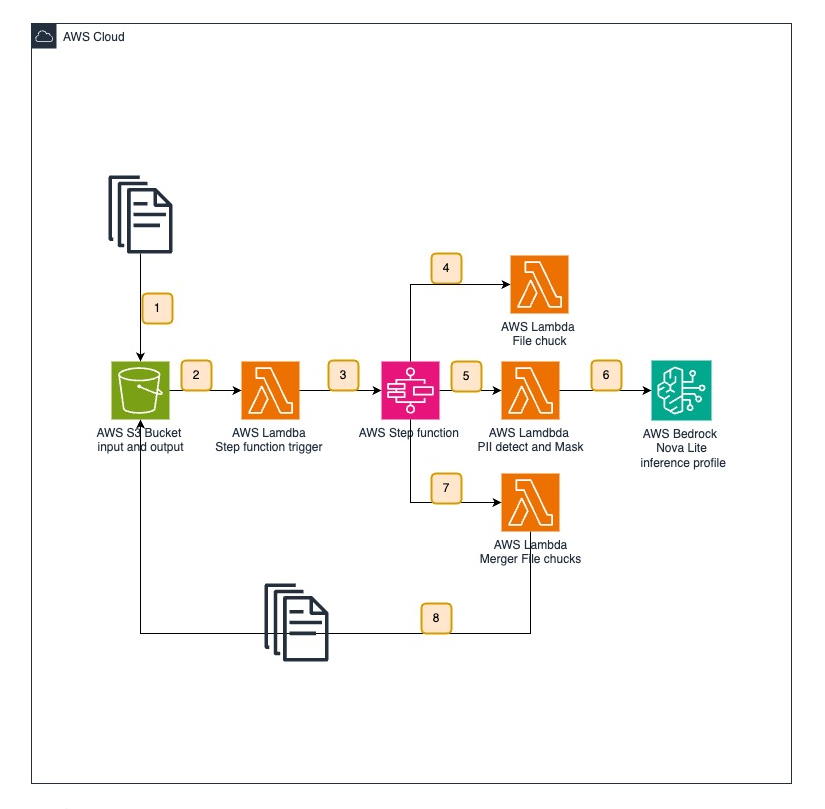 AWS Cloud
1
4
AWS Lambda
File chuck
2
3
5
6
AWS S3 Bucket
input and output
AWS Lamdba
Step function trigger
AWS Step function
AWS Lamdbda
PII detect and Mask
AWS Bedrock
Nova Lite
inference profile
7
AWS Lambda
Merger File chucks
8